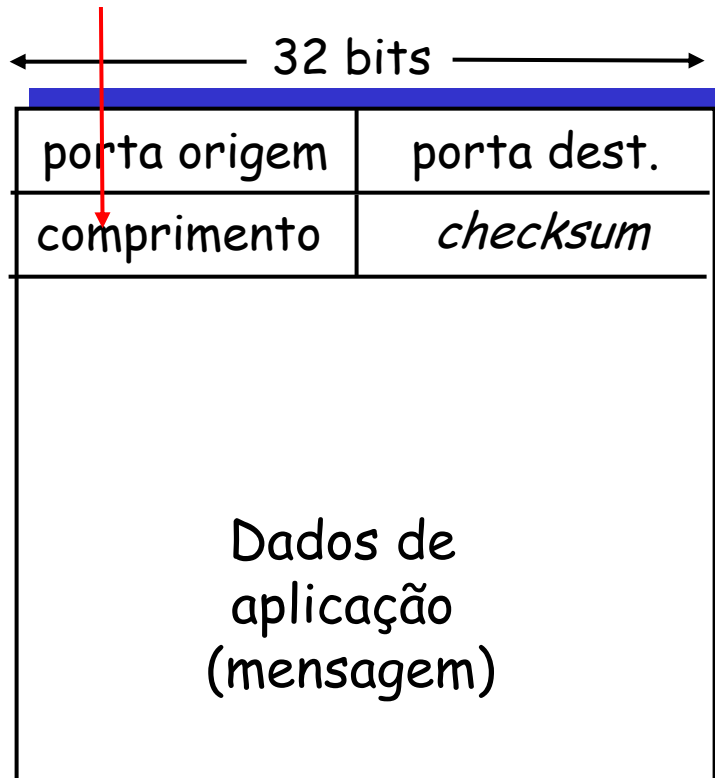 32 bits
porta origem porta dest.
comprimento checksum
Dados de
aplicação
(mensagem)